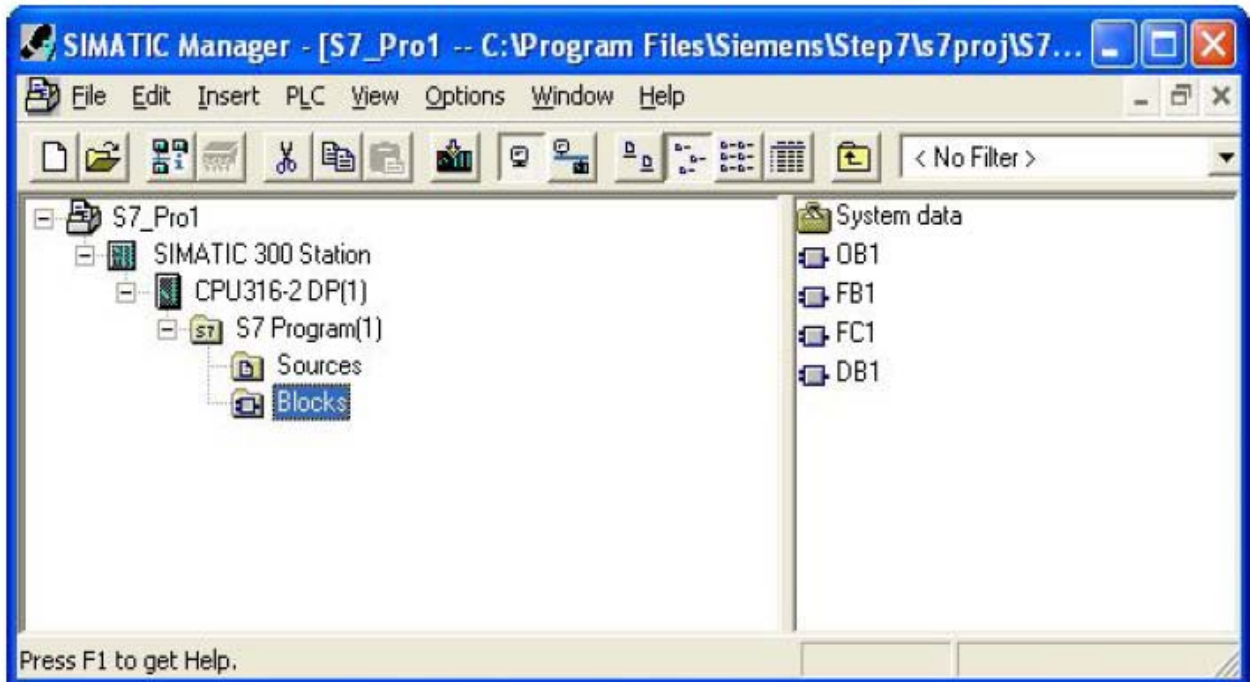 SIMATIC Manager - [S7_Pro1 -- C:\Program Files\Siemens\Step7\s7proj\S7...
File Edit Insert PLC View Options Window Help
< No Filter >
S7_Pro1
SIMATIC 300 Station
CPU316-2 DP(1)
S7 Program(1)
Sources
Blocks
System data
OB1
FB1
FC1
DB1
Press F1 to get Help.